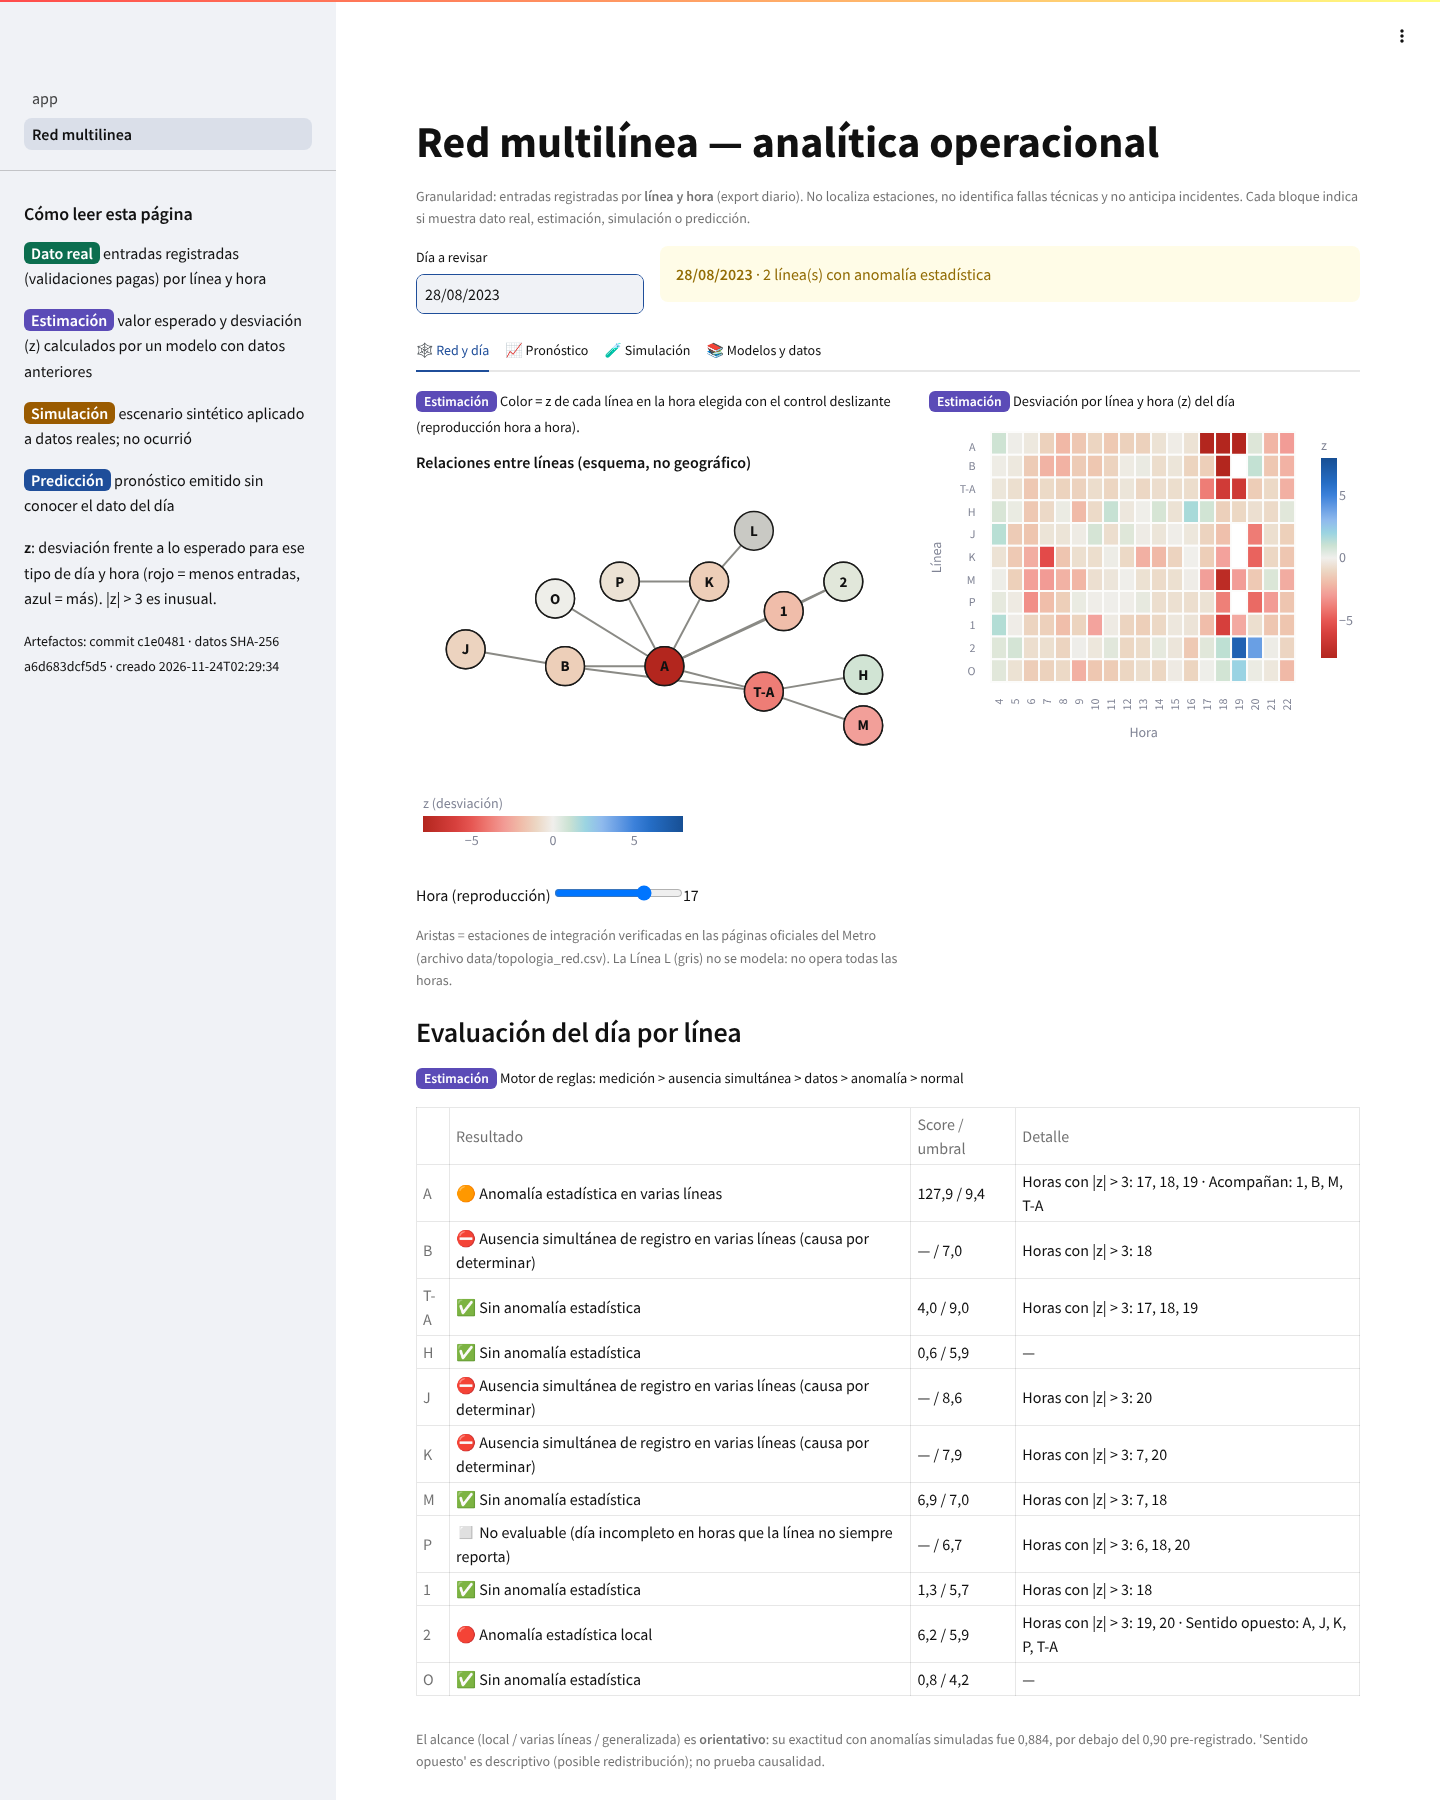 app
Red multilinea
Cómo leer esta página
Dato real entradas registradas
(validaciones pagas) por línea y hora
Estimación valor esperado y desviación
(z) calculados por un modelo con datos
anteriores
Simulación escenario sintético aplicado
a datos reales; no ocurrió
Predicción pronóstico emitido sin
conocer el dato del día
z: desviación frente a lo esperado para ese
tipo de día y hora (rojo = menos entradas,
azul = más). |z| > 3 es inusual.
Artefactos: commit c1e0481 · datos SHA-256
a6d683dcf5d5 · creado 2026-11-24T02:29:34
Red multilínea — analítica operacional
Granularidad: entradas registradas por línea y hora (export diario). No localiza estaciones, no identifica fallas técnicas y no anticipa incidentes. Cada bloque indica
si muestra dato real, estimación, simulación o predicción.
Día a revisar
28/08/2023
28/08/2023 · 2 línea(s) con anomalía estadística
🕸️ Red y día
📈 Pronóstico
🧪 Simulación
📚 Modelos y datos
Estimación Color = z de cada línea en la hora elegida con el control deslizante
(reproducción hora a hora).
Relaciones entre líneas (esquema, no geográfico)
L
P
K
2
O
1
J
B
A
H
T-A
M
z (desviación)
−5 0 5
Hora (reproducción) 17
Aristas = estaciones de integración verificadas en las páginas oficiales del Metro
(archivo data/topologia_red.csv). La Línea L (gris) no se modela: no opera todas las
horas.
Estimación Desviación por línea y hora (z) del día
Línea
A
B
T-A
H
J
K
M
P
1
2
O
4 5 6 7 8 9 10 11 12 13 14 15 16 17 18 19 20 21 22
Hora
z
5
0
−5
Evaluación del día por línea
Estimación Motor de reglas: medición > ausencia simultánea > datos > anomalía > normal
Resultado
Score /
umbral
Detalle
A
🟠 Anomalía estadística en varias líneas
127,9 / 9,4
Horas con |z| > 3: 17, 18, 19 · Acompañan: 1, B, M,
T-A
B
⛔ Ausencia simultánea de registro en varias líneas (causa por
determinar)
— / 7,0
Horas con |z| > 3: 18
T-
A
✅ Sin anomalía estadística
4,0 / 9,0
Horas con |z| > 3: 17, 18, 19
H
✅ Sin anomalía estadística
0,6 / 5,9
—
J
⛔ Ausencia simultánea de registro en varias líneas (causa por
determinar)
— / 8,6
Horas con |z| > 3: 20
K
⛔ Ausencia simultánea de registro en varias líneas (causa por
determinar)
— / 7,9
Horas con |z| > 3: 7, 20
M
✅ Sin anomalía estadística
6,9 / 7,0
Horas con |z| > 3: 7, 18
P
◻️ No evaluable (día incompleto en horas que la línea no siempre
reporta)
— / 6,7
Horas con |z| > 3: 6, 18, 20
1
✅ Sin anomalía estadística
1,3 / 5,7
Horas con |z| > 3: 18
2
🔴 Anomalía estadística local
6,2 / 5,9
Horas con |z| > 3: 19, 20 · Sentido opuesto: A, J, K,
P, T-A
O
✅ Sin anomalía estadística
0,8 / 4,2
—
El alcance (local / varias líneas / generalizada) es orientativo: su exactitud con anomalías simuladas fue 0,884, por debajo del 0,90 pre-registrado. 'Sentido
opuesto' es descriptivo (posible redistribución); no prueba causalidad.